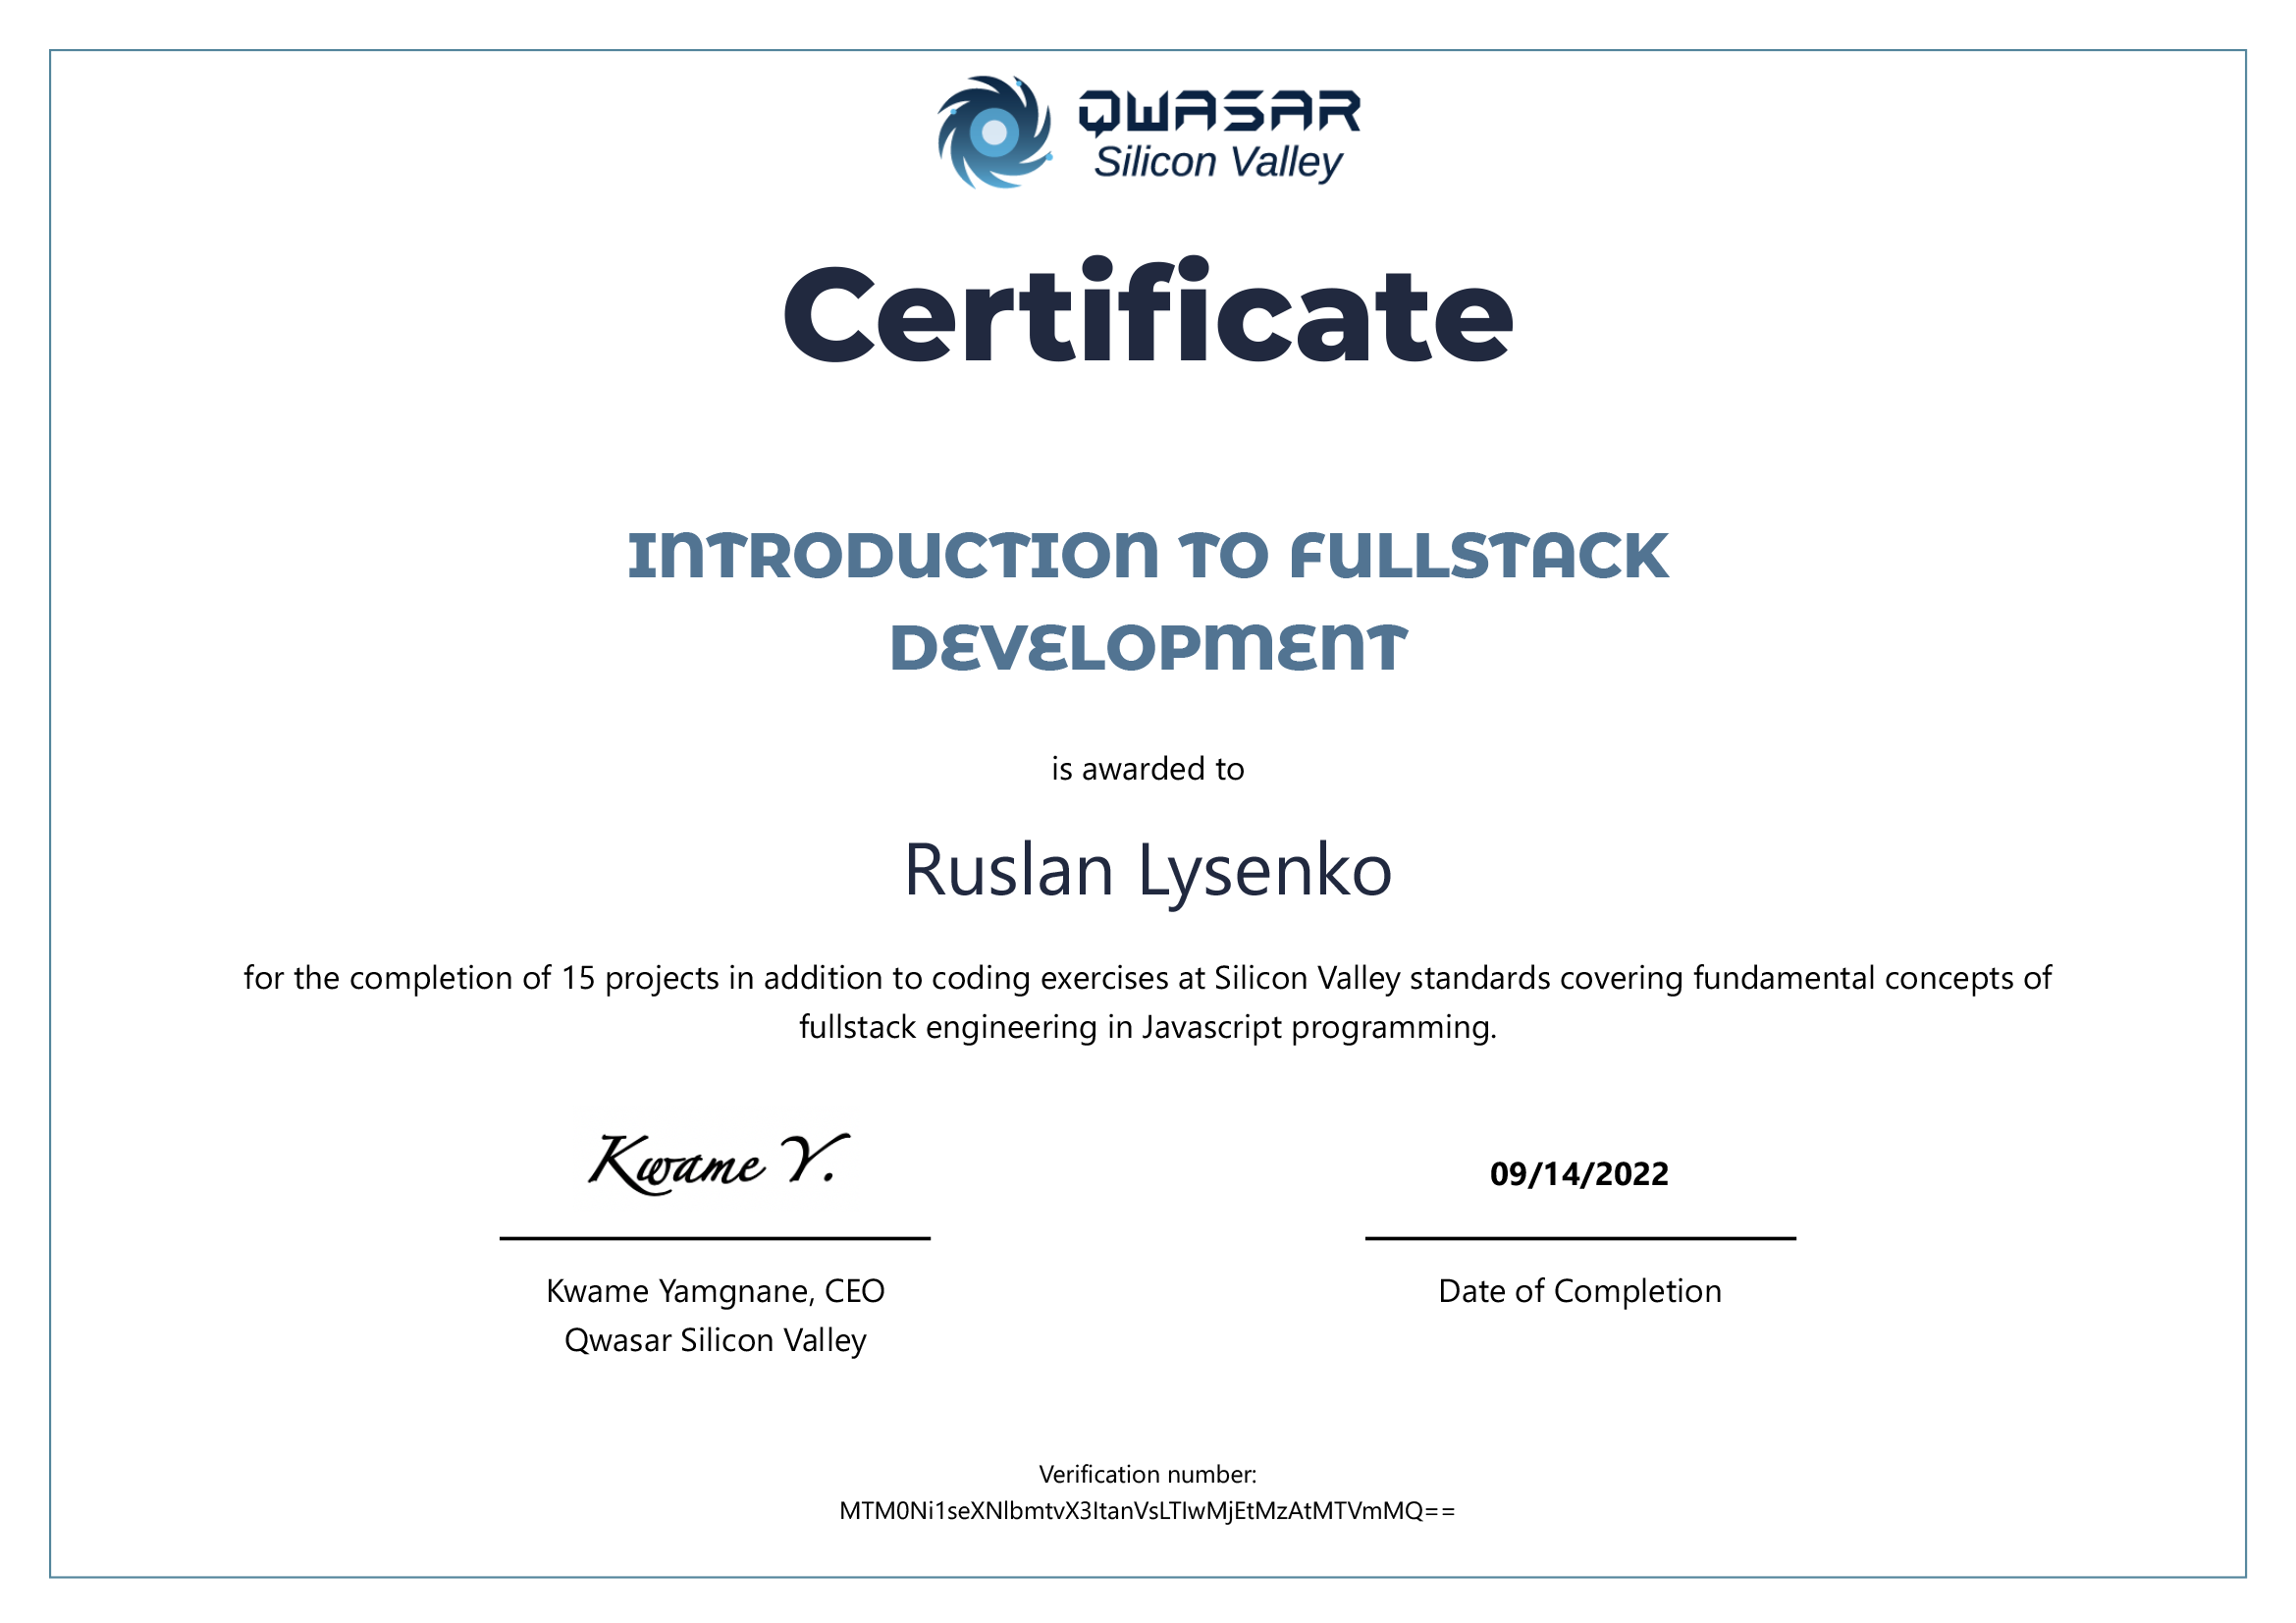 QWASAR
Silicon Valley
Certificate
INTRODUCTION TO FULLSTACK
DEVELOPMENT
is awarded to
Ruslan Lysenko
for the completion of 15 projects in addition to coding exercises at Silicon Valley standards covering fundamental concepts of
fullstack engineering in Javascript programming.
Kwame Y.
09/14/2022
Kwame Yamgnane, CEO
Date of Completion
Qwasar Silicon Valley
Verification number:
MTM0Ni1seXNlbmtvX3ItanVsLTIwMjEtMzAtMTVmMQ==